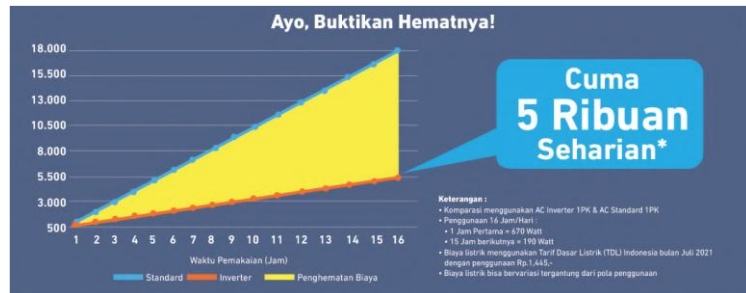 Ayo, Buktikan Hematnya!
18.000
15.500
13.000
10.500
8.000
5.500
3.000
500
1 2 3 4 5 6 7 8 9 10 11 12 13 14 15 16
Waktu Pemakaian (Jam)
Standard Inverter Penghematan Biaya
Cuma
5 Ribuan
Seharian*
Keterangan :
• Komparasi menggunakan AC Inverter 1PK & AC Standard 1PK
• Penggunaan 16 Jam/Hari :
• 1 Jam Pertama = 670 Watt
• 15 Jam berikutnya = 190 Watt
• Biaya listrik menggunakan Tarif Dasar Listrik (TDL) Indonesia bulan Juli 2021
dengan penggunaan Rp.1,445,-
• Biaya listrik bisa bervariasi tergantung dari pola penggunaan